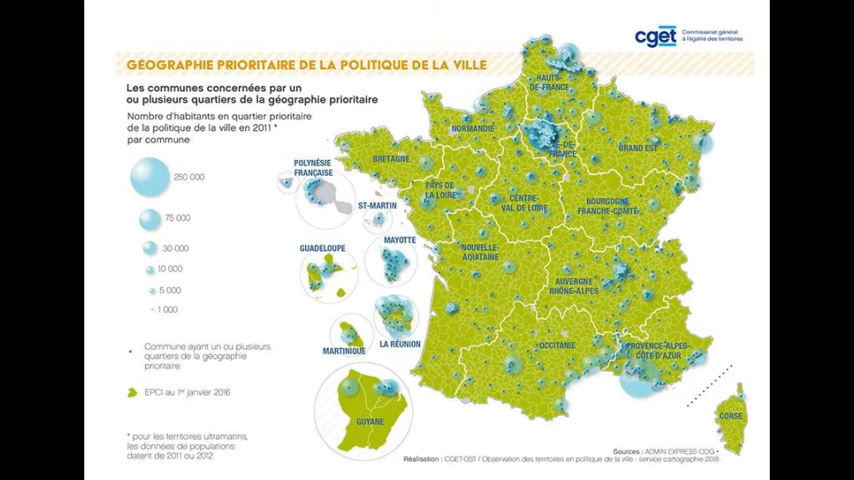 cget Commissariat général
à l'égalité des territoires
GÉOGRAPHIE PRIORITAIRE DE LA POLITIQUE DE LA VILLE
Les communes concernées par un
ou plusieurs quartiers de la géographie prioritaire
Nombre d'habitants en quartier prioritaire
de la politique de la ville en 2011 *
par commune
250 000
75 000
30 000
10 000
5 000
1 000
Commune ayant un ou plusieurs
quartiers de la géographie
prioritaire
EPCI au 1er janvier 2016
* pour les territoires ultramarins,
les données de populations
datent de 2011 ou 2012
POLYNÉSIE
FRANÇAISE
ST-MARTIN
GUADELOUPE
MAYOTTE
MARTINIQUE
LA RÉUNION
GUYANE
HAUTS-
DE-FRANCE
NORMANDIE
ÎLE-DE-
FRANCE
GRAND EST
BRETAGNE
PAYS DE
LA LOIRE
CENTRE-
VAL DE LOIRE
BOURGOGNE
FRANCHE-COMTÉ
NOUVELLE-
AQUITAINE
AUVERGNE
RHÔNE-ALPES
OCCITANIE
PROVENCE-ALPES-
CÔTE D'AZUR
CORSE
Sources : ADMIN EXPRESS COG •
Réalisation : CGET-DST / Observation des territoires en politique de la ville - service cartographie 2018